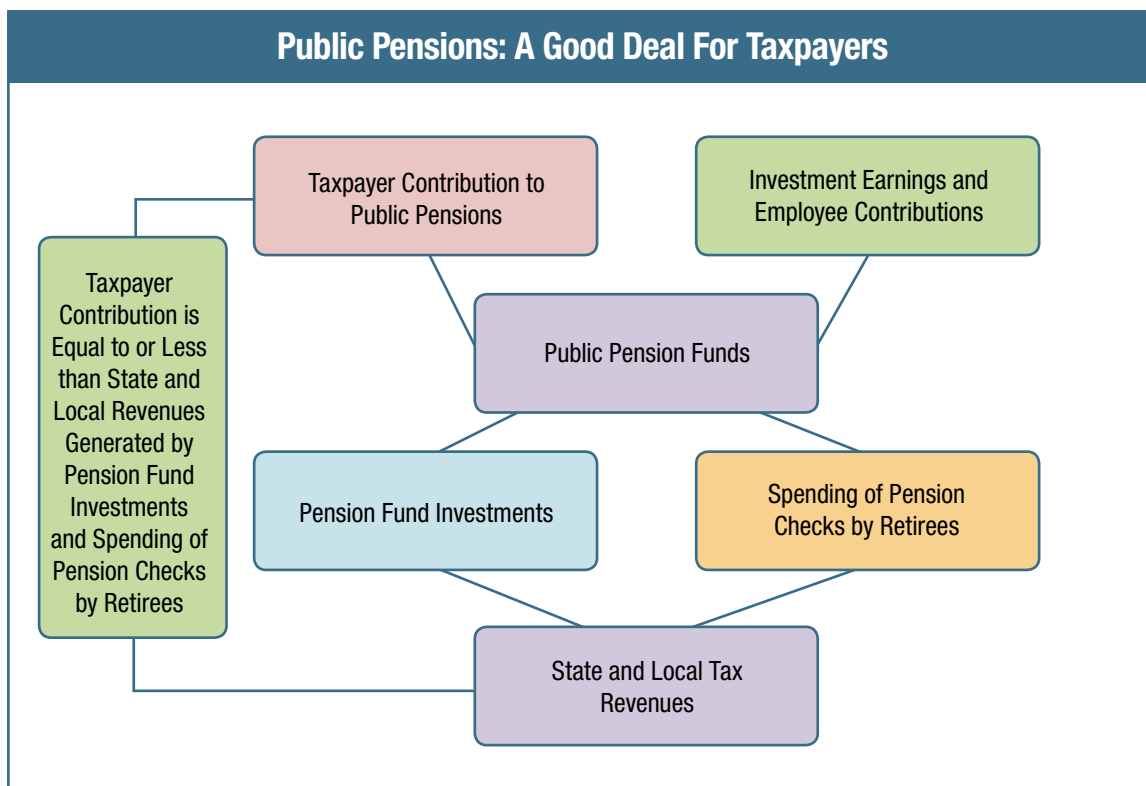 Public Pensions: A Good Deal For Taxpayers
Taxpayer Contribution to
Public Pensions
Investment Earnings and
Employee Contributions
Taxpayer
Contribution is
Equal to or Less
than State and
Local Revenues
Generated by
Pension Fund
Investments
and Spending of
Pension Checks
by Retirees
Public Pension Funds
Pension Fund Investments
Spending of Pension
Checks by Retirees
State and Local Tax
Revenues